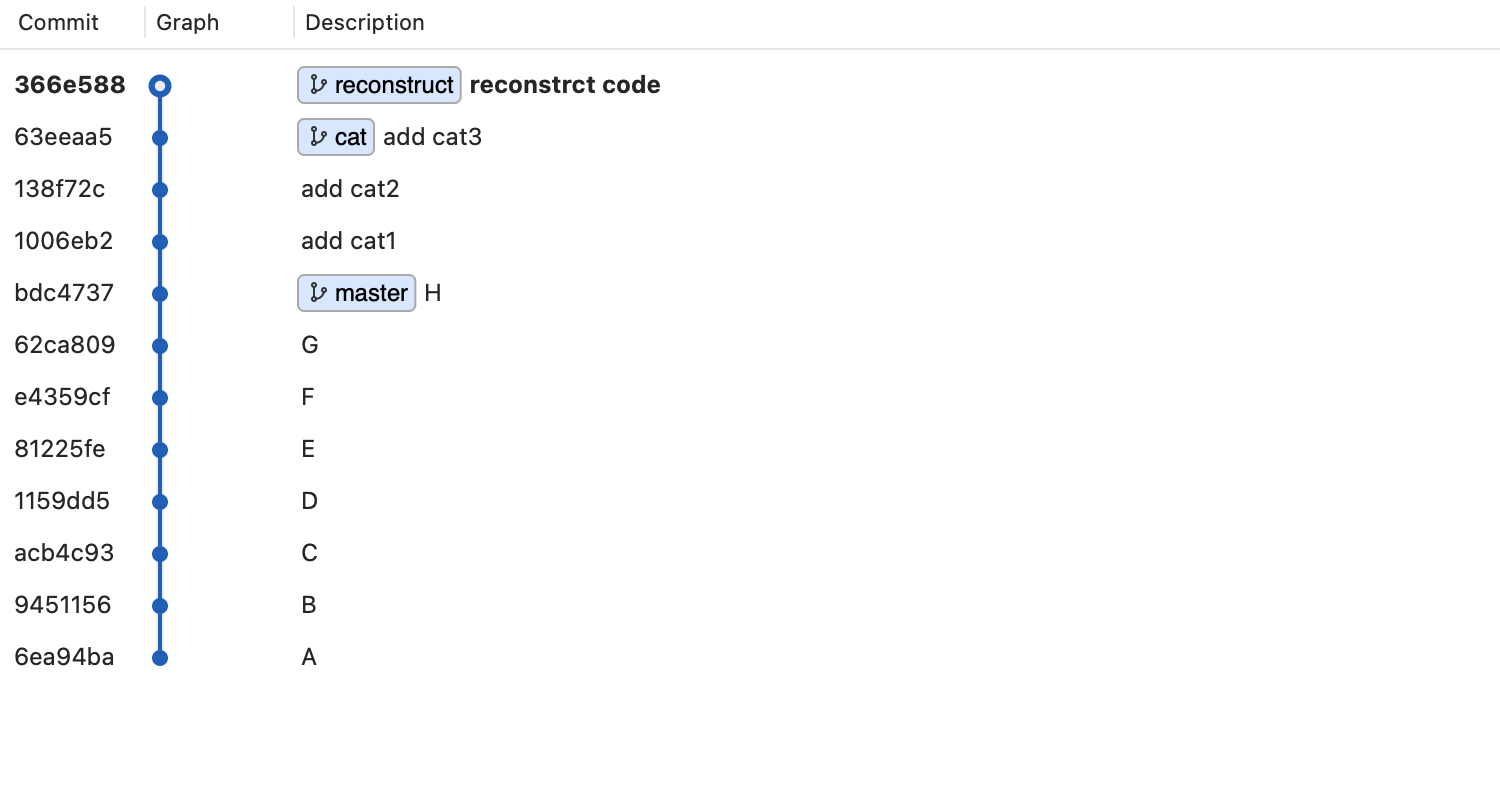 Commit Graph Description
366e588 reconstruct reconstrct code
63eeaa5 cat add cat3
138f72c add cat2
1006eb2 add cat1
bdc4737 master H
62ca809 G
e4359cf F
81225fe E
1159dd5 D
acb4c93 C
9451156 B
6ea94ba A